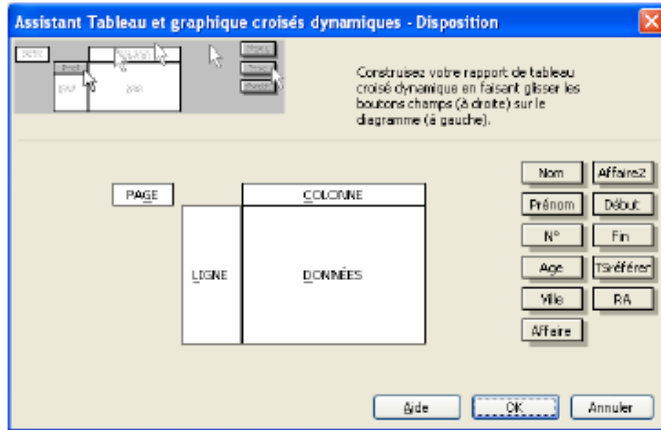 Assistant Tableau et graphique croisés dynamiques - Disposition
Construisez votre rapport de tableau
croisé dynamique en faisant glisser les
boutons champs (à droite) sur le
diagramme (à gauche).
PAGE
COLONNE
LIGNE
DONNÉES
Nom
Affaire2
Prénom
Début
N°
Fin
Age
TSréférer
Ville
RA
Affaire
Aide
OK
Annuler